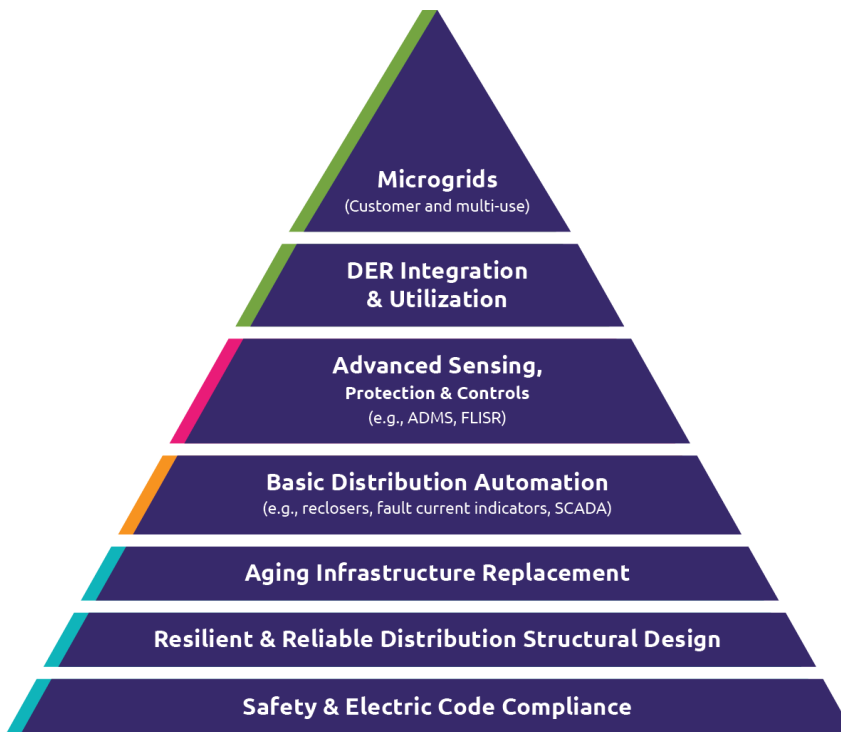 Microgrids
(Customer and multi-use)
DER Integration
& Utilization
Advanced Sensing,
Protection & Controls
(e.g., ADMS, FLISR)
Basic Distribution Automation
(e.g., reclosers, fault current indicators, SCADA)
Aging Infrastructure Replacement
Resilient & Reliable Distribution Structural Design
Safety & Electric Code Compliance